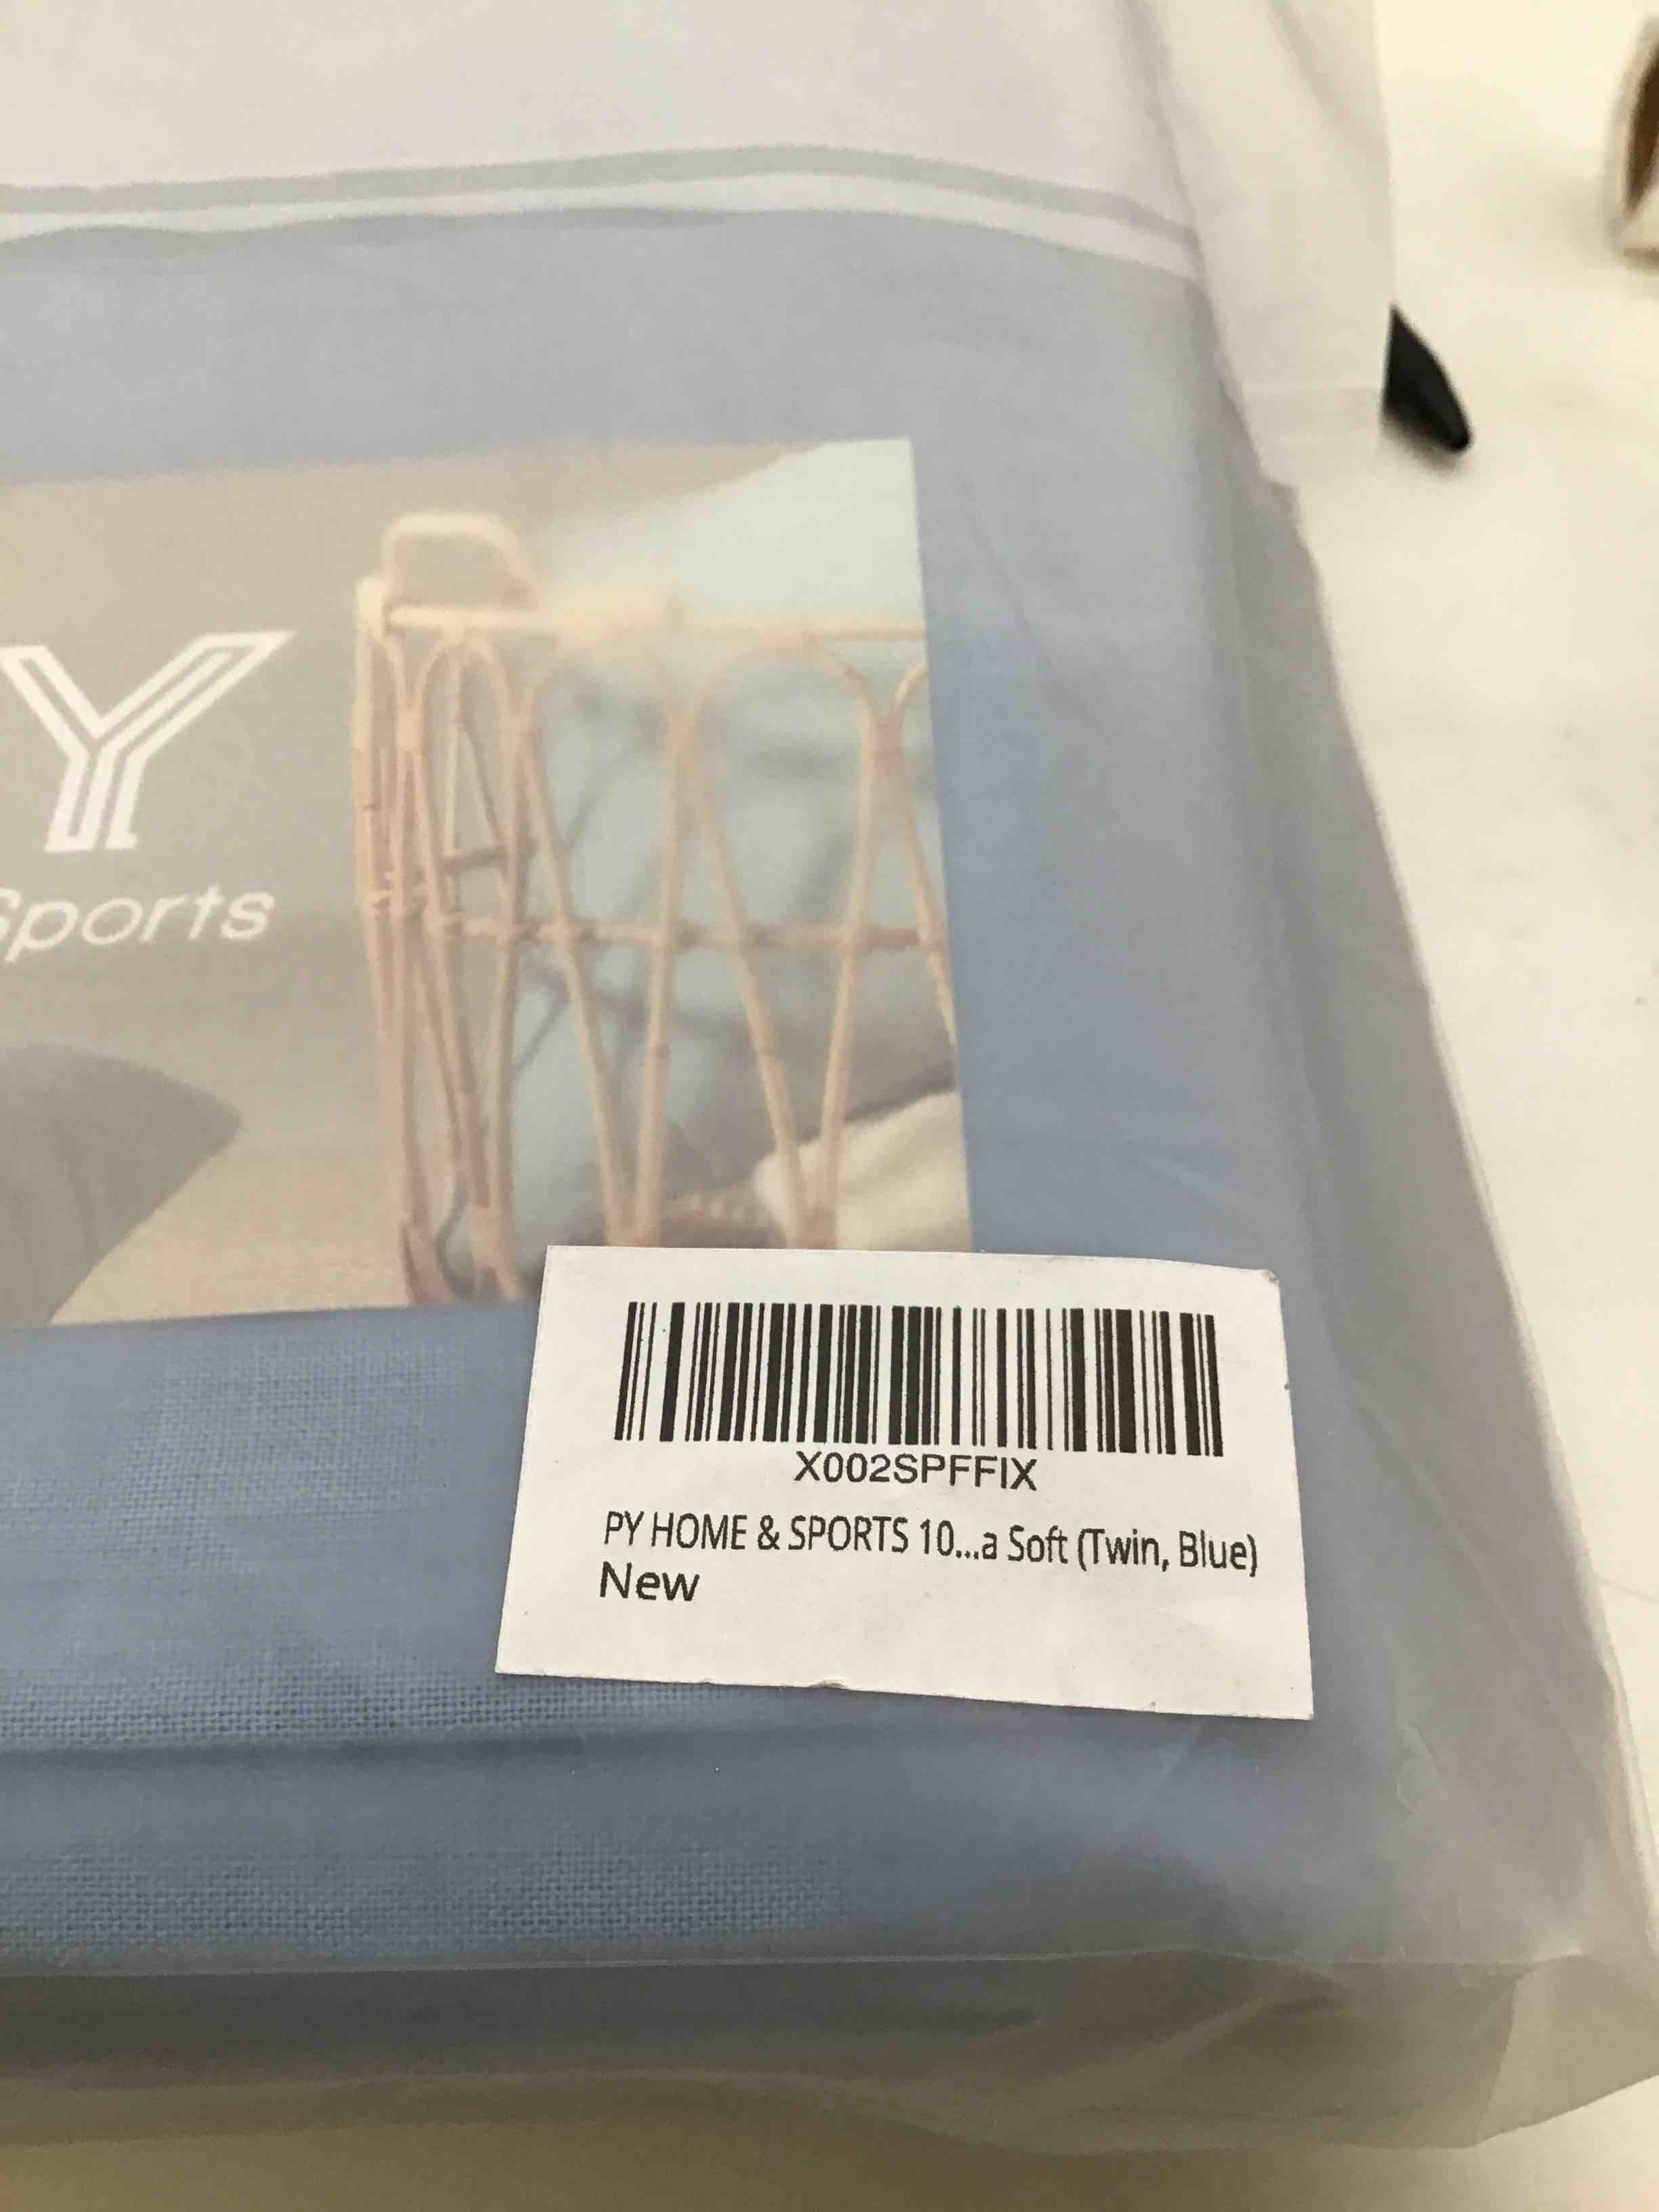 Y
Sports
X002SPFFIX
PY HOME & SPORTS 10...a Soft (Twin, Blue)
New